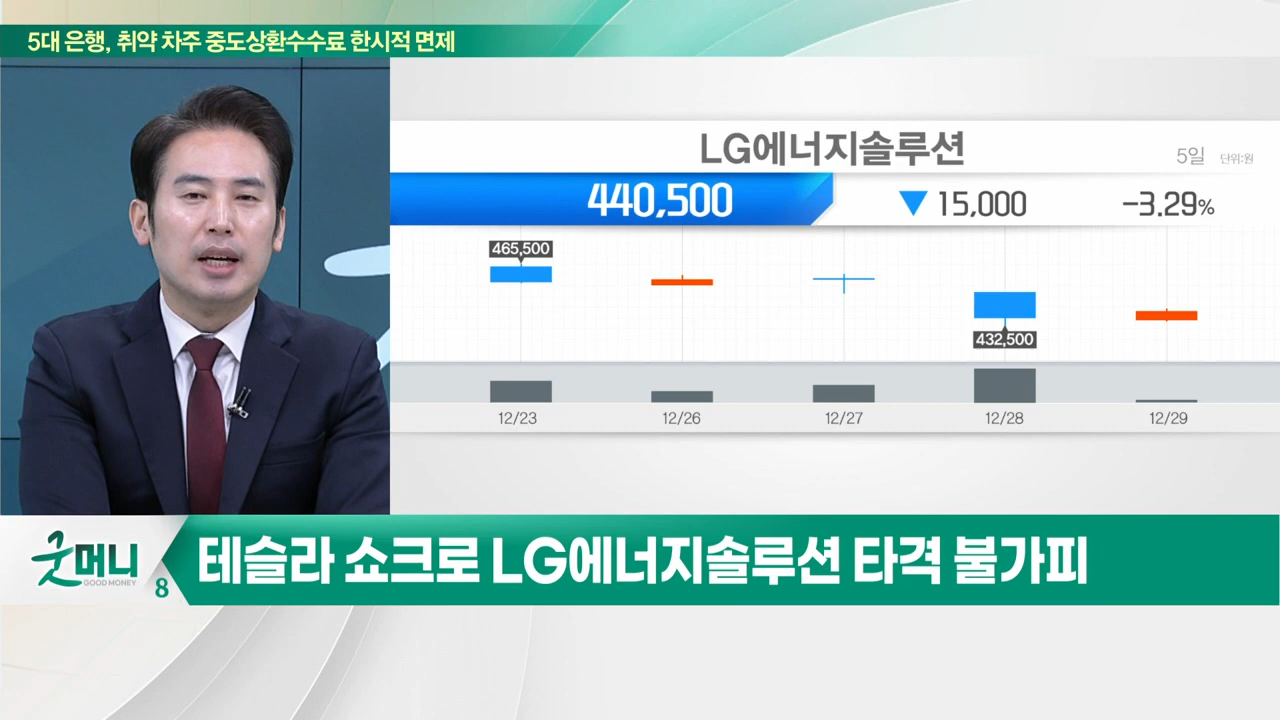 5대 은행, 취약 차주 중도상환수수료 한시적 면제
LG에너지솔루션
5일 단위:원
440,500 ▼ 15,000 -3.29%
465,500
432,500
12/23 12/26 12/27 12/28 12/29
굿머니
GOOD MONEY
8
테슬라 쇼크로 LG에너지솔루션 타격 불가피